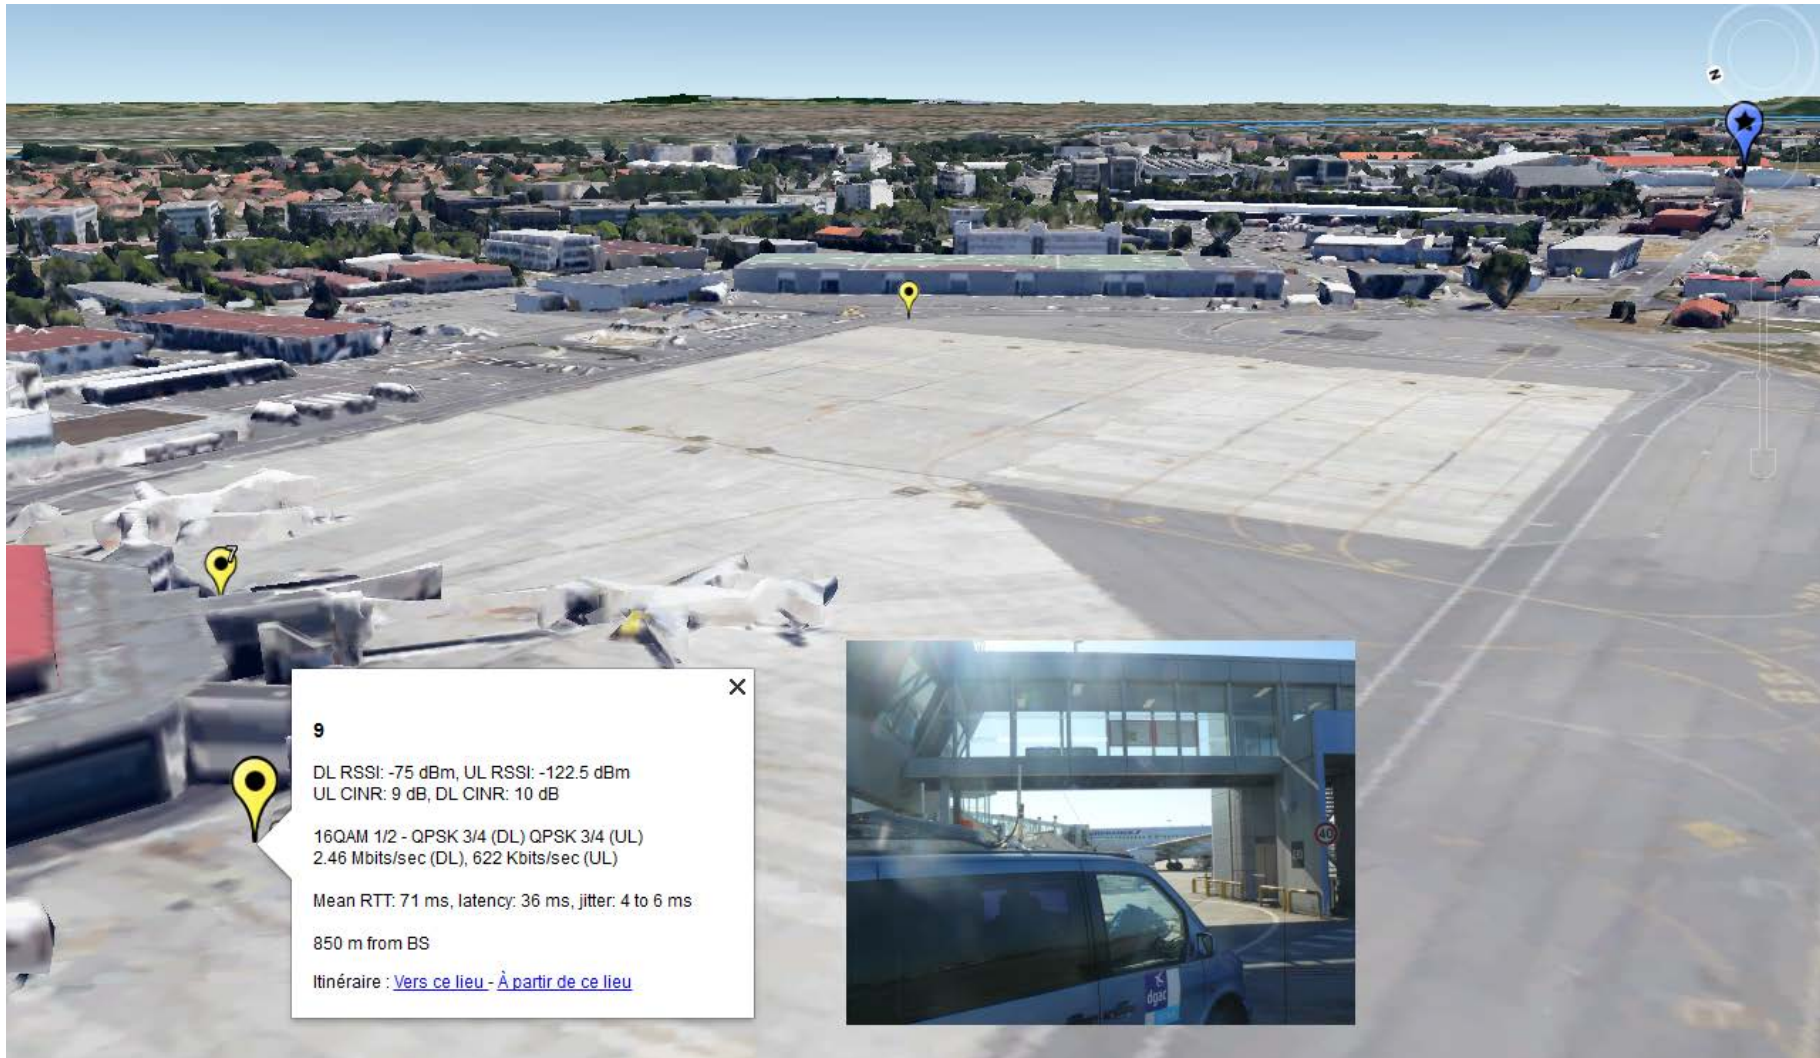 N
7
9
DL RSSI: -75 dBm, UL RSSI: -122.5 dBm
UL CINR: 9 dB, DL CINR: 10 dB
16QAM 1/2 - QPSK 3/4 (DL) QPSK 3/4 (UL)
2.46 Mbits/sec (DL), 622 Kbits/sec (UL)
Mean RTT: 71 ms, latency: 36 ms, jitter: 4 to 6 ms
850 m from BS
Itinéraire : Vers ce lieu - À partir de ce lieu
40
dgac